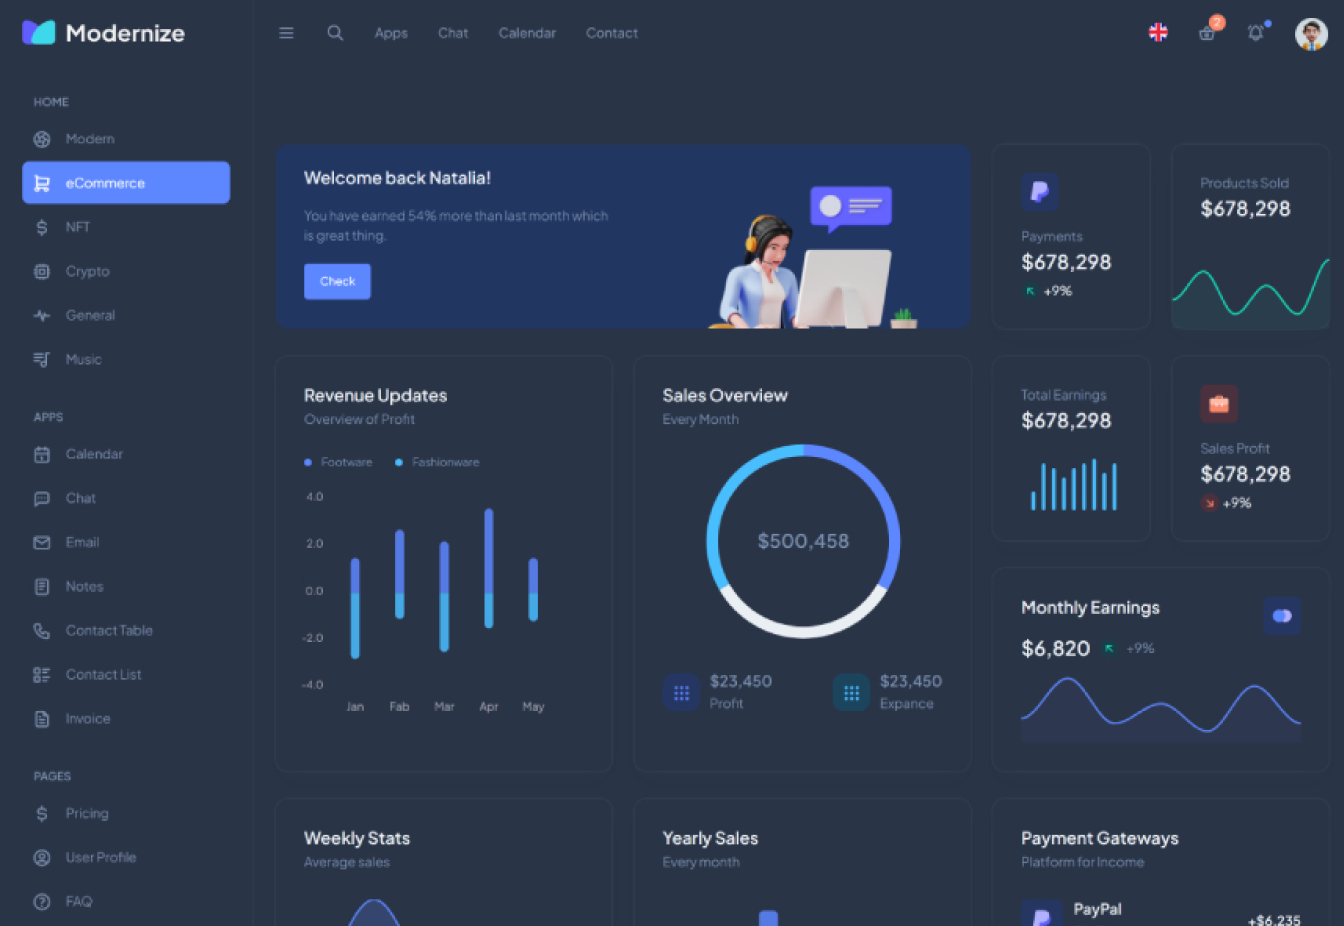 Modernize
Apps
Chat
Calendar
Contact
2
HOME
Modern
eCommerce
NFT
Crypto
General
Music
APPS
Calendar
Chat
Email
Notes
Contact Table
Contact List
Invoice
PAGES
Pricing
User Profile
FAQ
Welcome back Natalia!
You have earned 54% more than last month which
is great thing.
Check
Payments
$678,298
+9%
Products Sold
$678,298
Revenue Updates
Overview of Profit
Footware
Fashionware
4.0
2.0
0.0
-2.0
-4.0
Jan
Fab
Mar
Apr
May
Sales Overview
Every Month
$500,458
$23,450
Profit
$23,450
Expance
Total Earnings
$678,298
Sales Profit
$678,298
+9%
Monthly Earnings
$6,820
+9%
Weekly Stats
Average sales
Yearly Sales
Every month
Payment Gateways
Platform for Income
PayPal
+$6,235